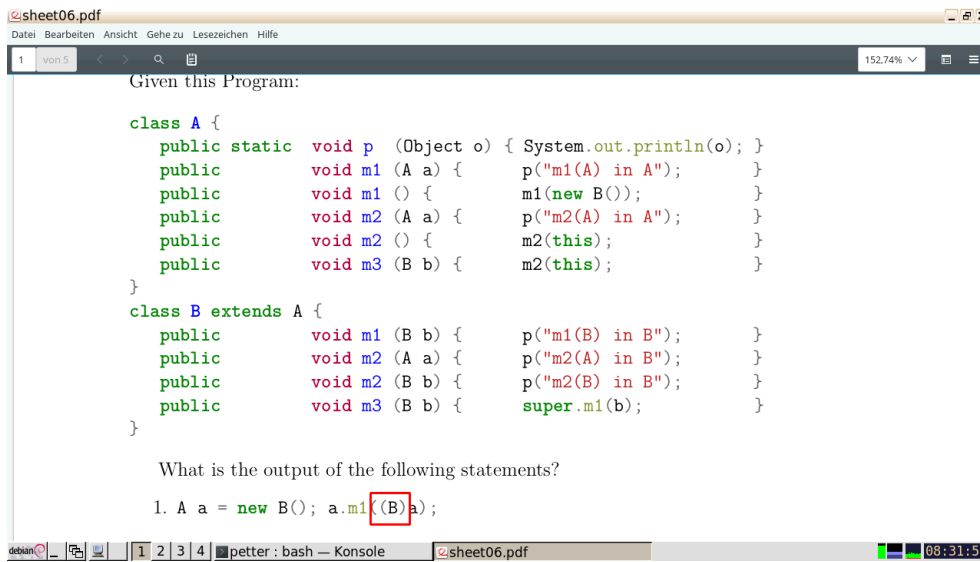 sheet06.pdf
Datei Bearbeiten Ansicht Gehe zu Lesezeichen Hilfe
1 von 5 152,74%
Given this Program:
class A {
public static void p (Object o) { System.out.println(o); }
public void m1 (A a) { p("m1(A) in A"); }
public void m1 () { m1(new B()); }
public void m2 (A a) { p("m2(A) in A"); }
public void m2 () { m2(this); }
public void m3 (B b) { m2(this); }
}
class B extends A {
public void m1 (B b) { p("m1(B) in B"); }
public void m2 (A a) { p("m2(A) in B"); }
public void m2 (B b) { p("m2(B) in B"); }
public void m3 (B b) { super.m1(b); }
}
What is the output of the following statements?
1. A a = new B(); a.m1((B)a);
debian 1 2 3 4 petter : bash — Konsole sheet06.pdf 08:31:5